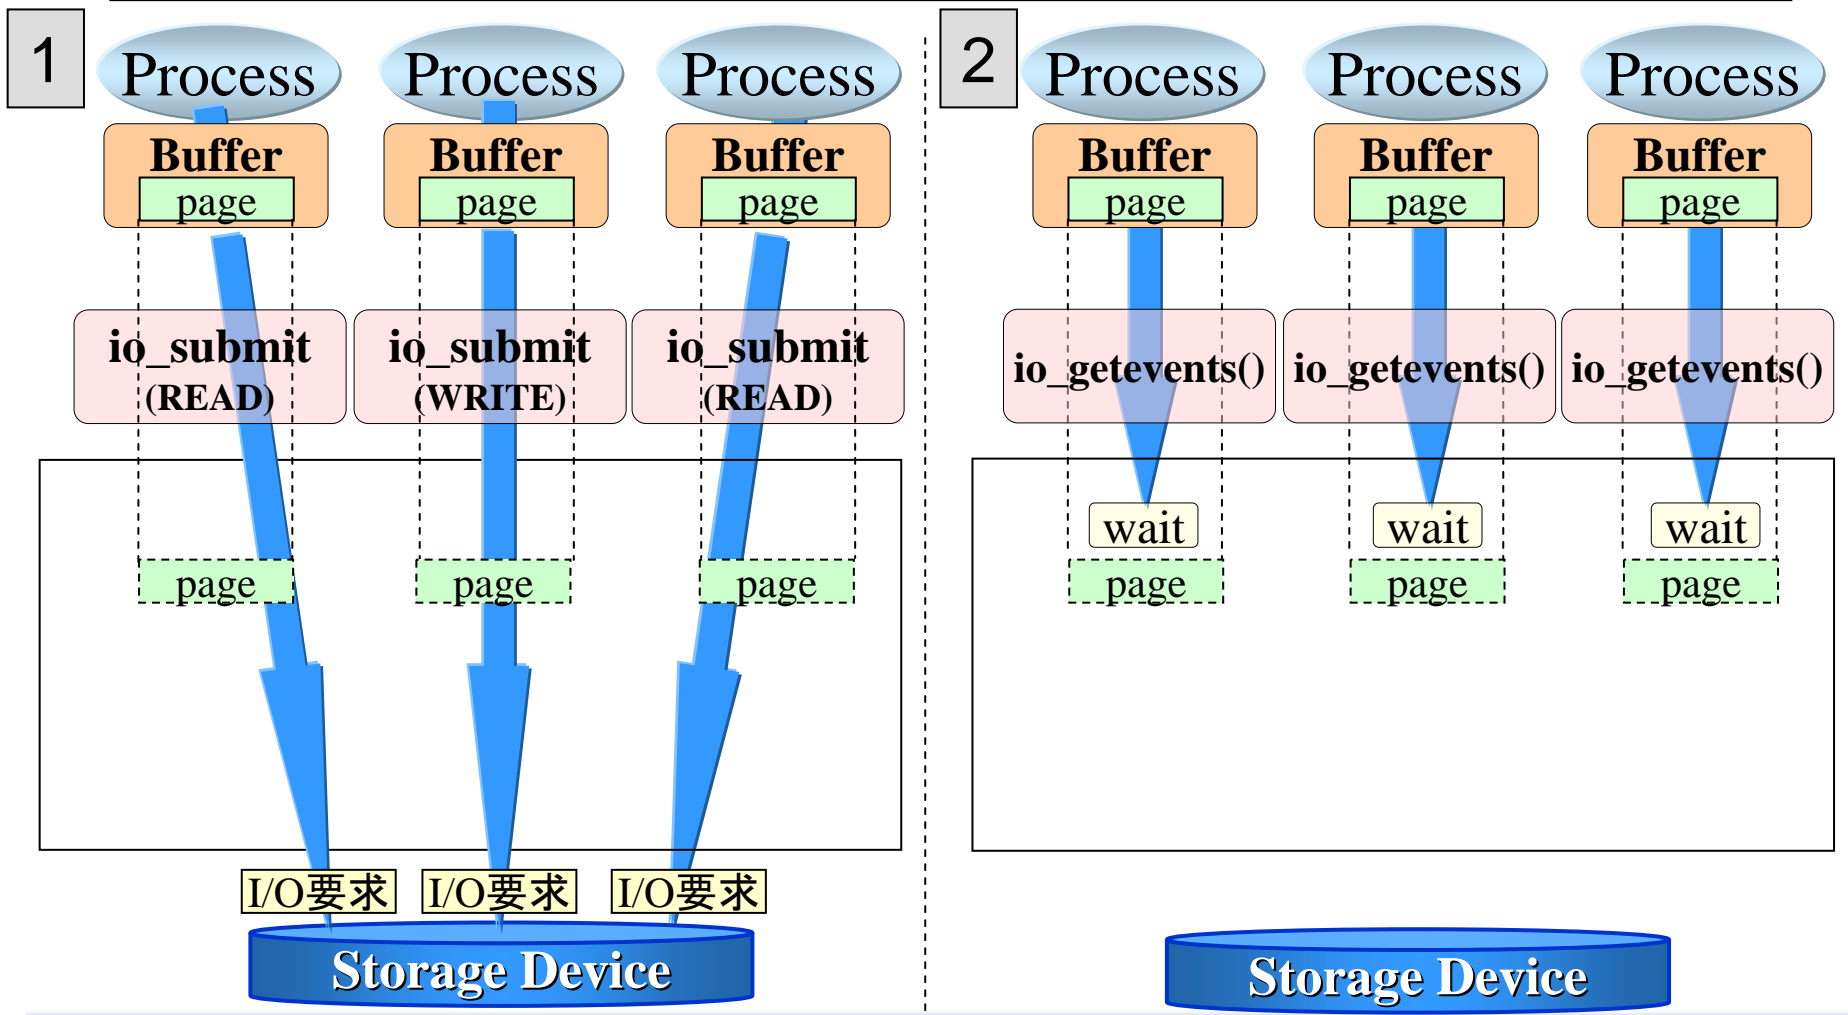 1
Process
Process
Process
Buffer
Buffer
Buffer
page
page
page
io_submit
(READ)
io_submit
(WRITE)
io_submit
(READ)
page
page
page
I/O要求
I/O要求
I/O要求
Storage Device
2
Process
Process
Process
Buffer
Buffer
Buffer
page
page
page
io_getevents()
io_getevents()
io_getevents()
wait
wait
wait
page
page
page
Storage Device